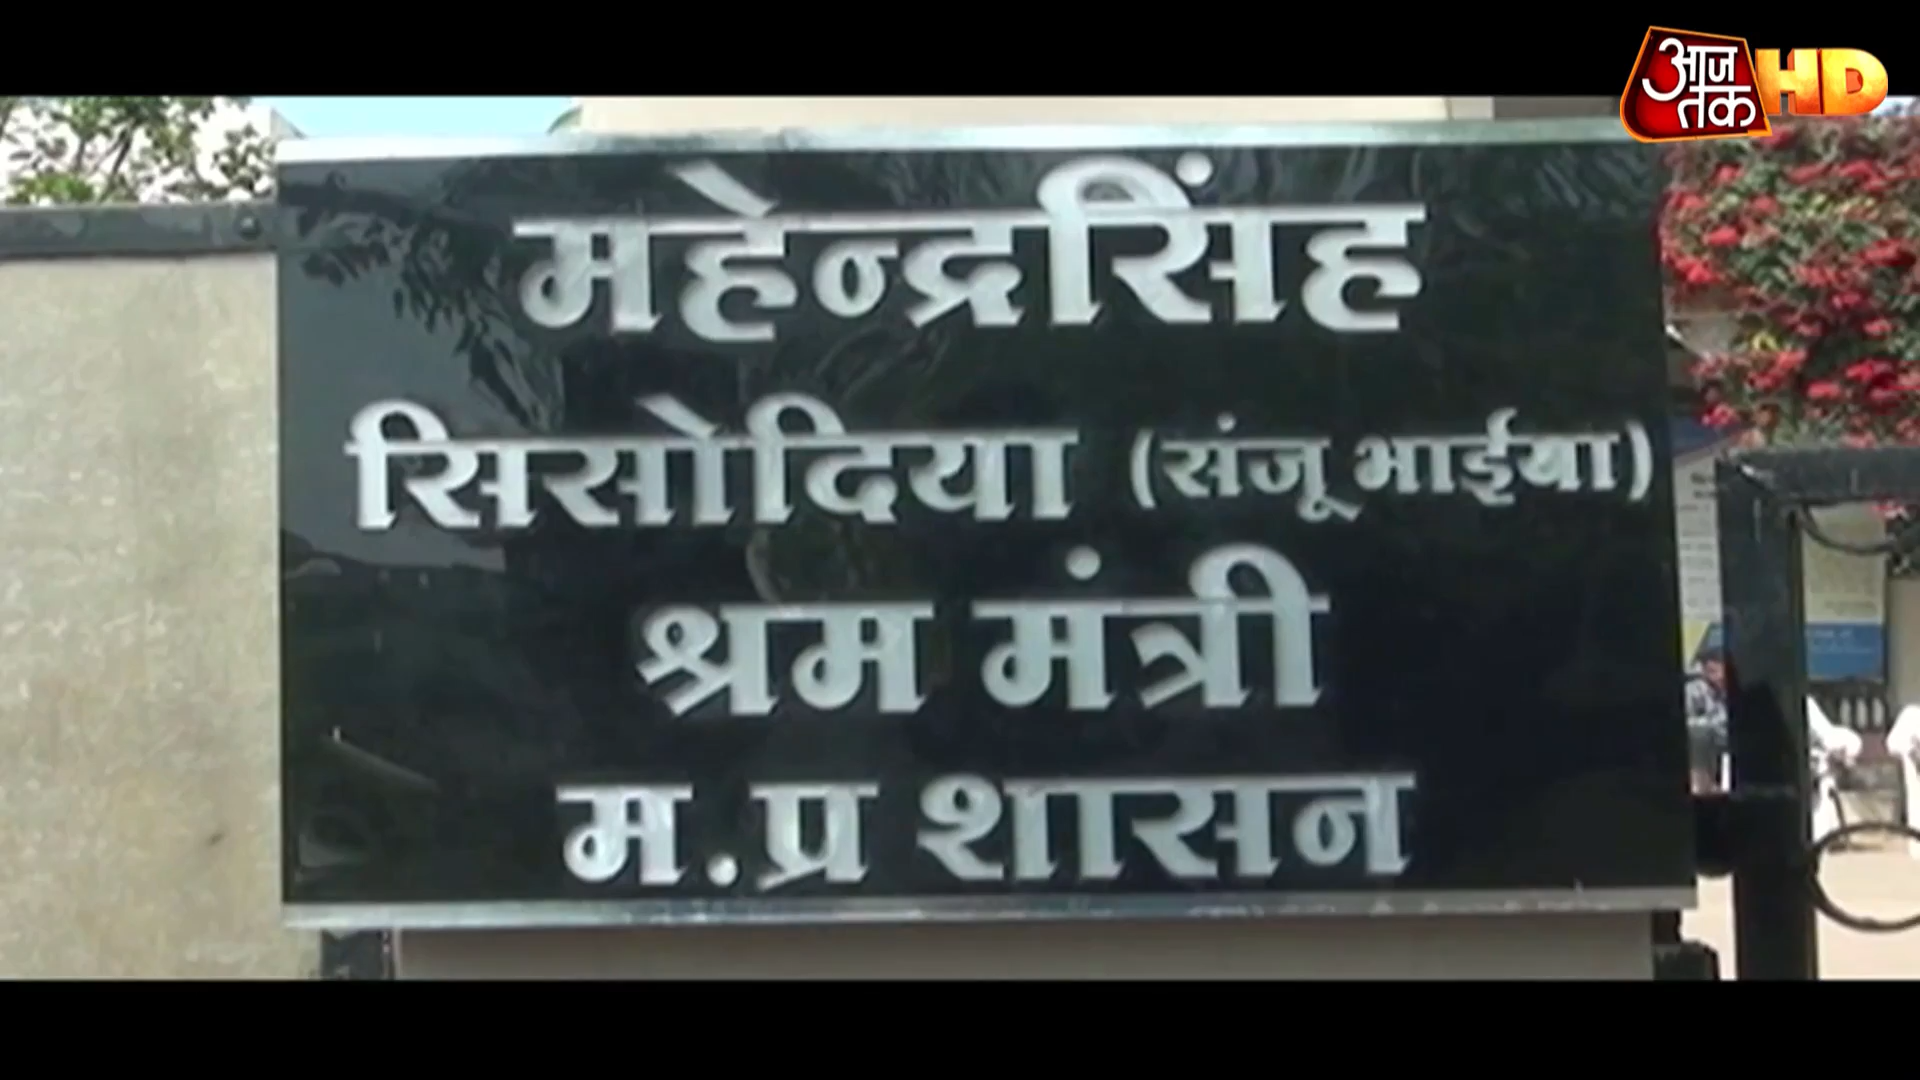 आज तक HD
महेन्द्रसिंह
सिसोदिया (संजू भाईया)
श्रम मंत्री
म.प्र शासन